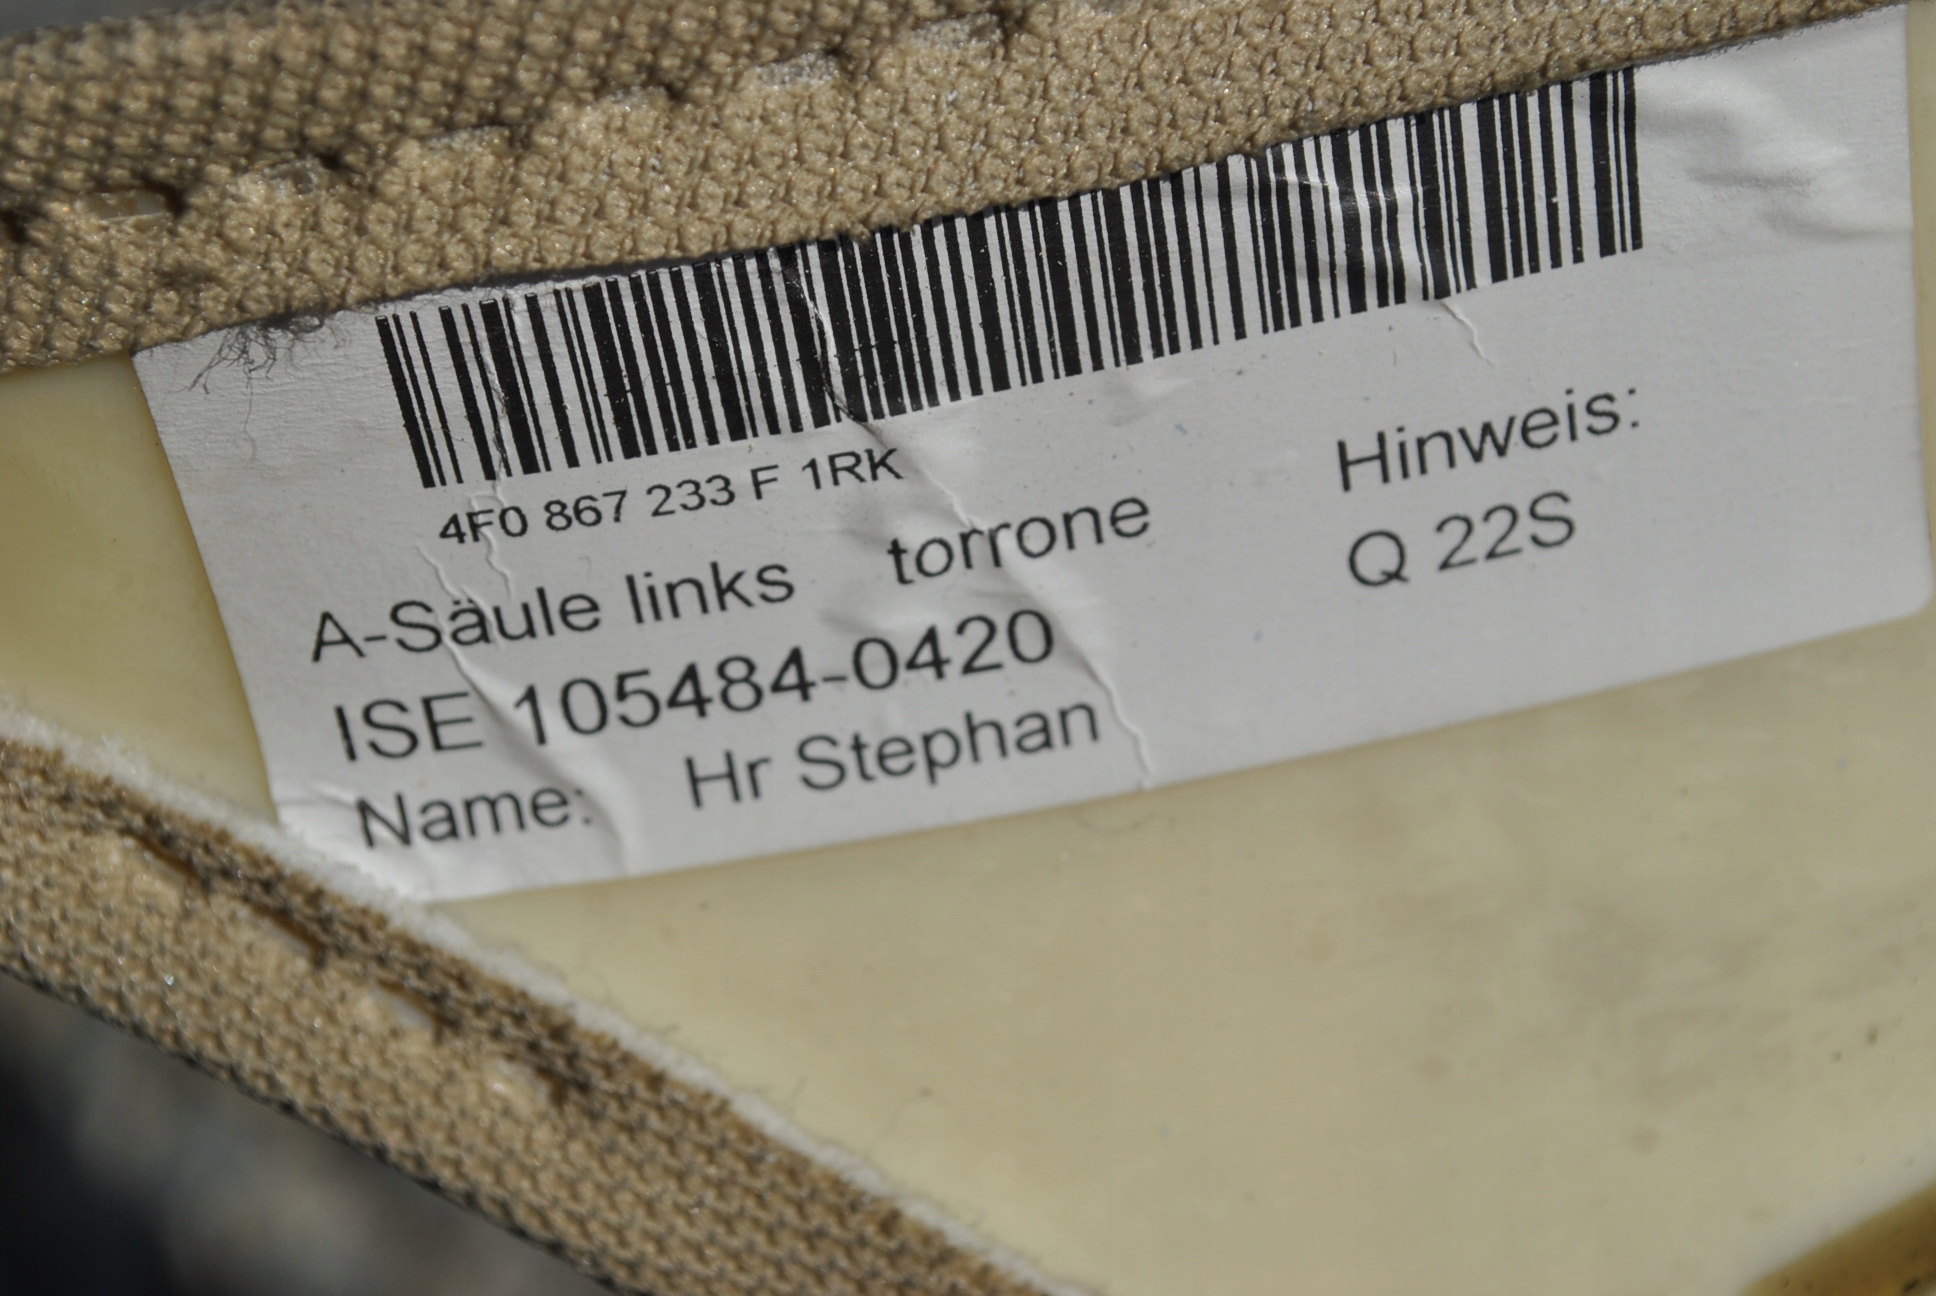 4F0 867 233 F 1RK
A-Säule links torrone
ISE 105484-0420
Name: Hr Stephan
Hinweis:
Q 22S